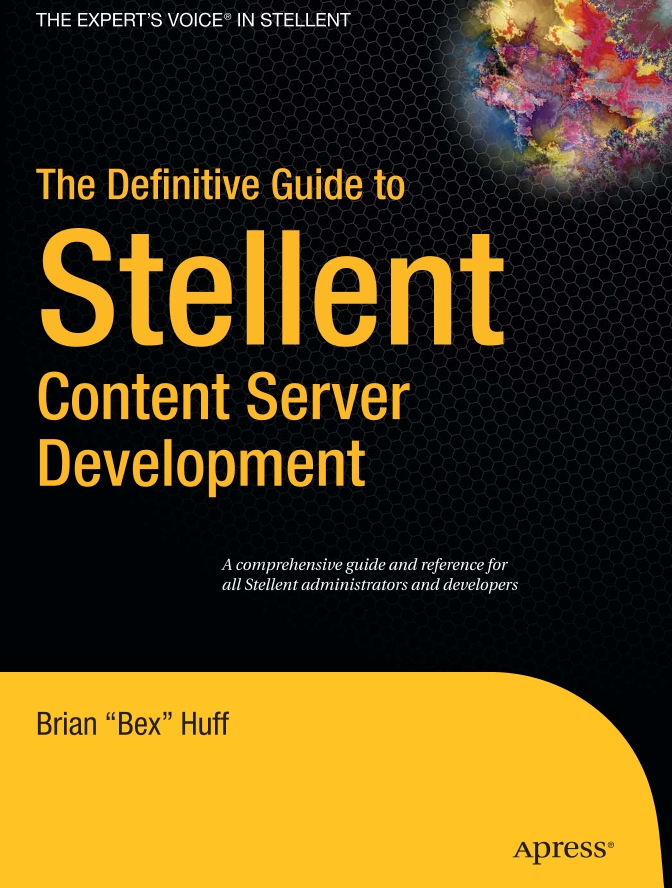 THE EXPERT'S VOICE® IN STELLENT
The Definitive Guide to
Stellent
Content Server
Development
A comprehensive guide and reference for
all Stellent administrators and developers
Brian “Bex” Huff
Apress®